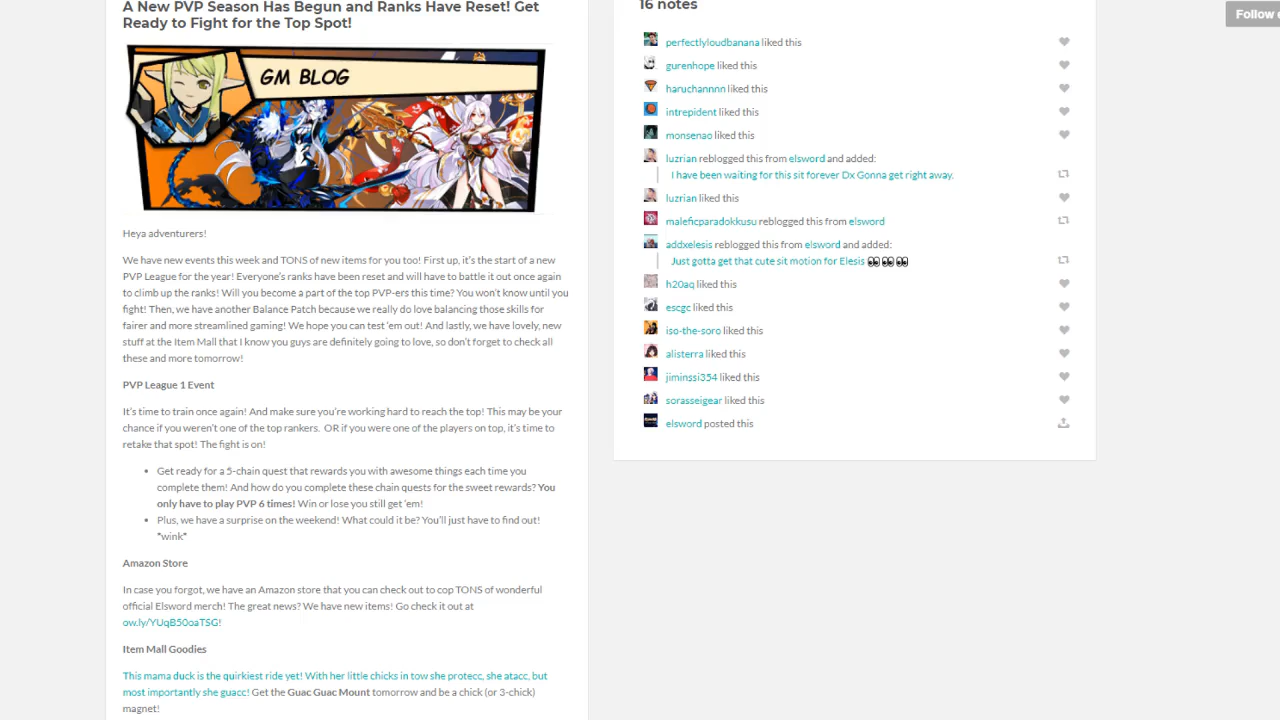 A New PVP Season Has Begun and Ranks Have Reset! Get
Ready to Fight for the Top Spot!
GM BLOG
Heya adventurers!
We have new events this week and TONS of new items for you too! First up, it's the start of a new
PVP League for the year! Everyone's ranks have been reset and will have to battle it out once again
to climb up the ranks! Will you become a part of the top PVP-ers this time? You won't know until you
fight! Then, we have another Balance Patch because we really do love balancing those skills for
fairer and more streamlined gaming! We hope you can test 'em out! And lastly, we have lovely, new
stuff at the Item Mall that I know you guys are definitely going to love, so don't forget to check all
these and more tomorrow!
PVP League 1 Event
It's time to train once again! And make sure you're working hard to reach the top! This may be your
chance if you weren't one of the top rankers.  OR if you were one of the players on top, it's time to
retake that spot! The fight is on!
• Get ready for a 5-chain quest that rewards you with awesome things each time you
complete them! And how do you complete these chain quests for the sweet rewards? You
only have to play PVP 6 times! Win or lose you still get 'em!
• Plus, we have a surprise on the weekend! What could it be? You'll just have to find out!
*wink*
Amazon Store
In case you forgot, we have an Amazon store that you can check out to cop TONS of wonderful
official Elsword merch! The great news? We have new items! Go check it out at
ow.ly/YUqB50oaTSG!
Item Mall Goodies
This mama duck is the quirkiest ride yet! With her little chicks in tow she protecc, she atacc, but
most importantly she guacc! Get the Guac Guac Mount tomorrow and be a chick (or 3-chick)
magnet!
16 notes
perfectlyloudbanana liked this
gurenhope liked this
haruchannnn liked this
intrepident liked this
monsenao liked this
luzrian reblogged this from elsword and added:
I have been waiting for this sit forever Dx Gonna get right away.
luzrian liked this
maleficparadokkusu reblogged this from elsword
addxelesis reblogged this from elsword and added:
Just gotta get that cute sit motion for Elesis 👀👀👀
h20aq liked this
escgc liked this
iso-the-soro liked this
alisterra liked this
jiminssi354 liked this
sorasseigear liked this
elsword posted this
Follow